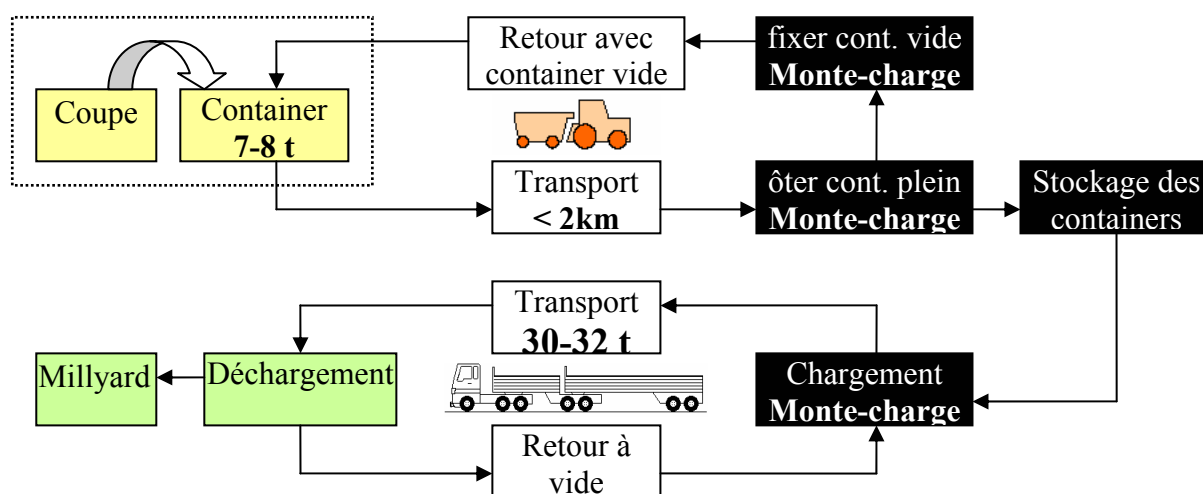 Retour avec
container vide
fixer cont. vide
Monte-charge
Coupe
Container
7-8 t
Transport
< 2km
ôter cont. plein
Monte-charge
Stockage des
containers
Transport
30-32 t
Millyard
Déchargement
Chargement
Monte-charge
Retour à
vide